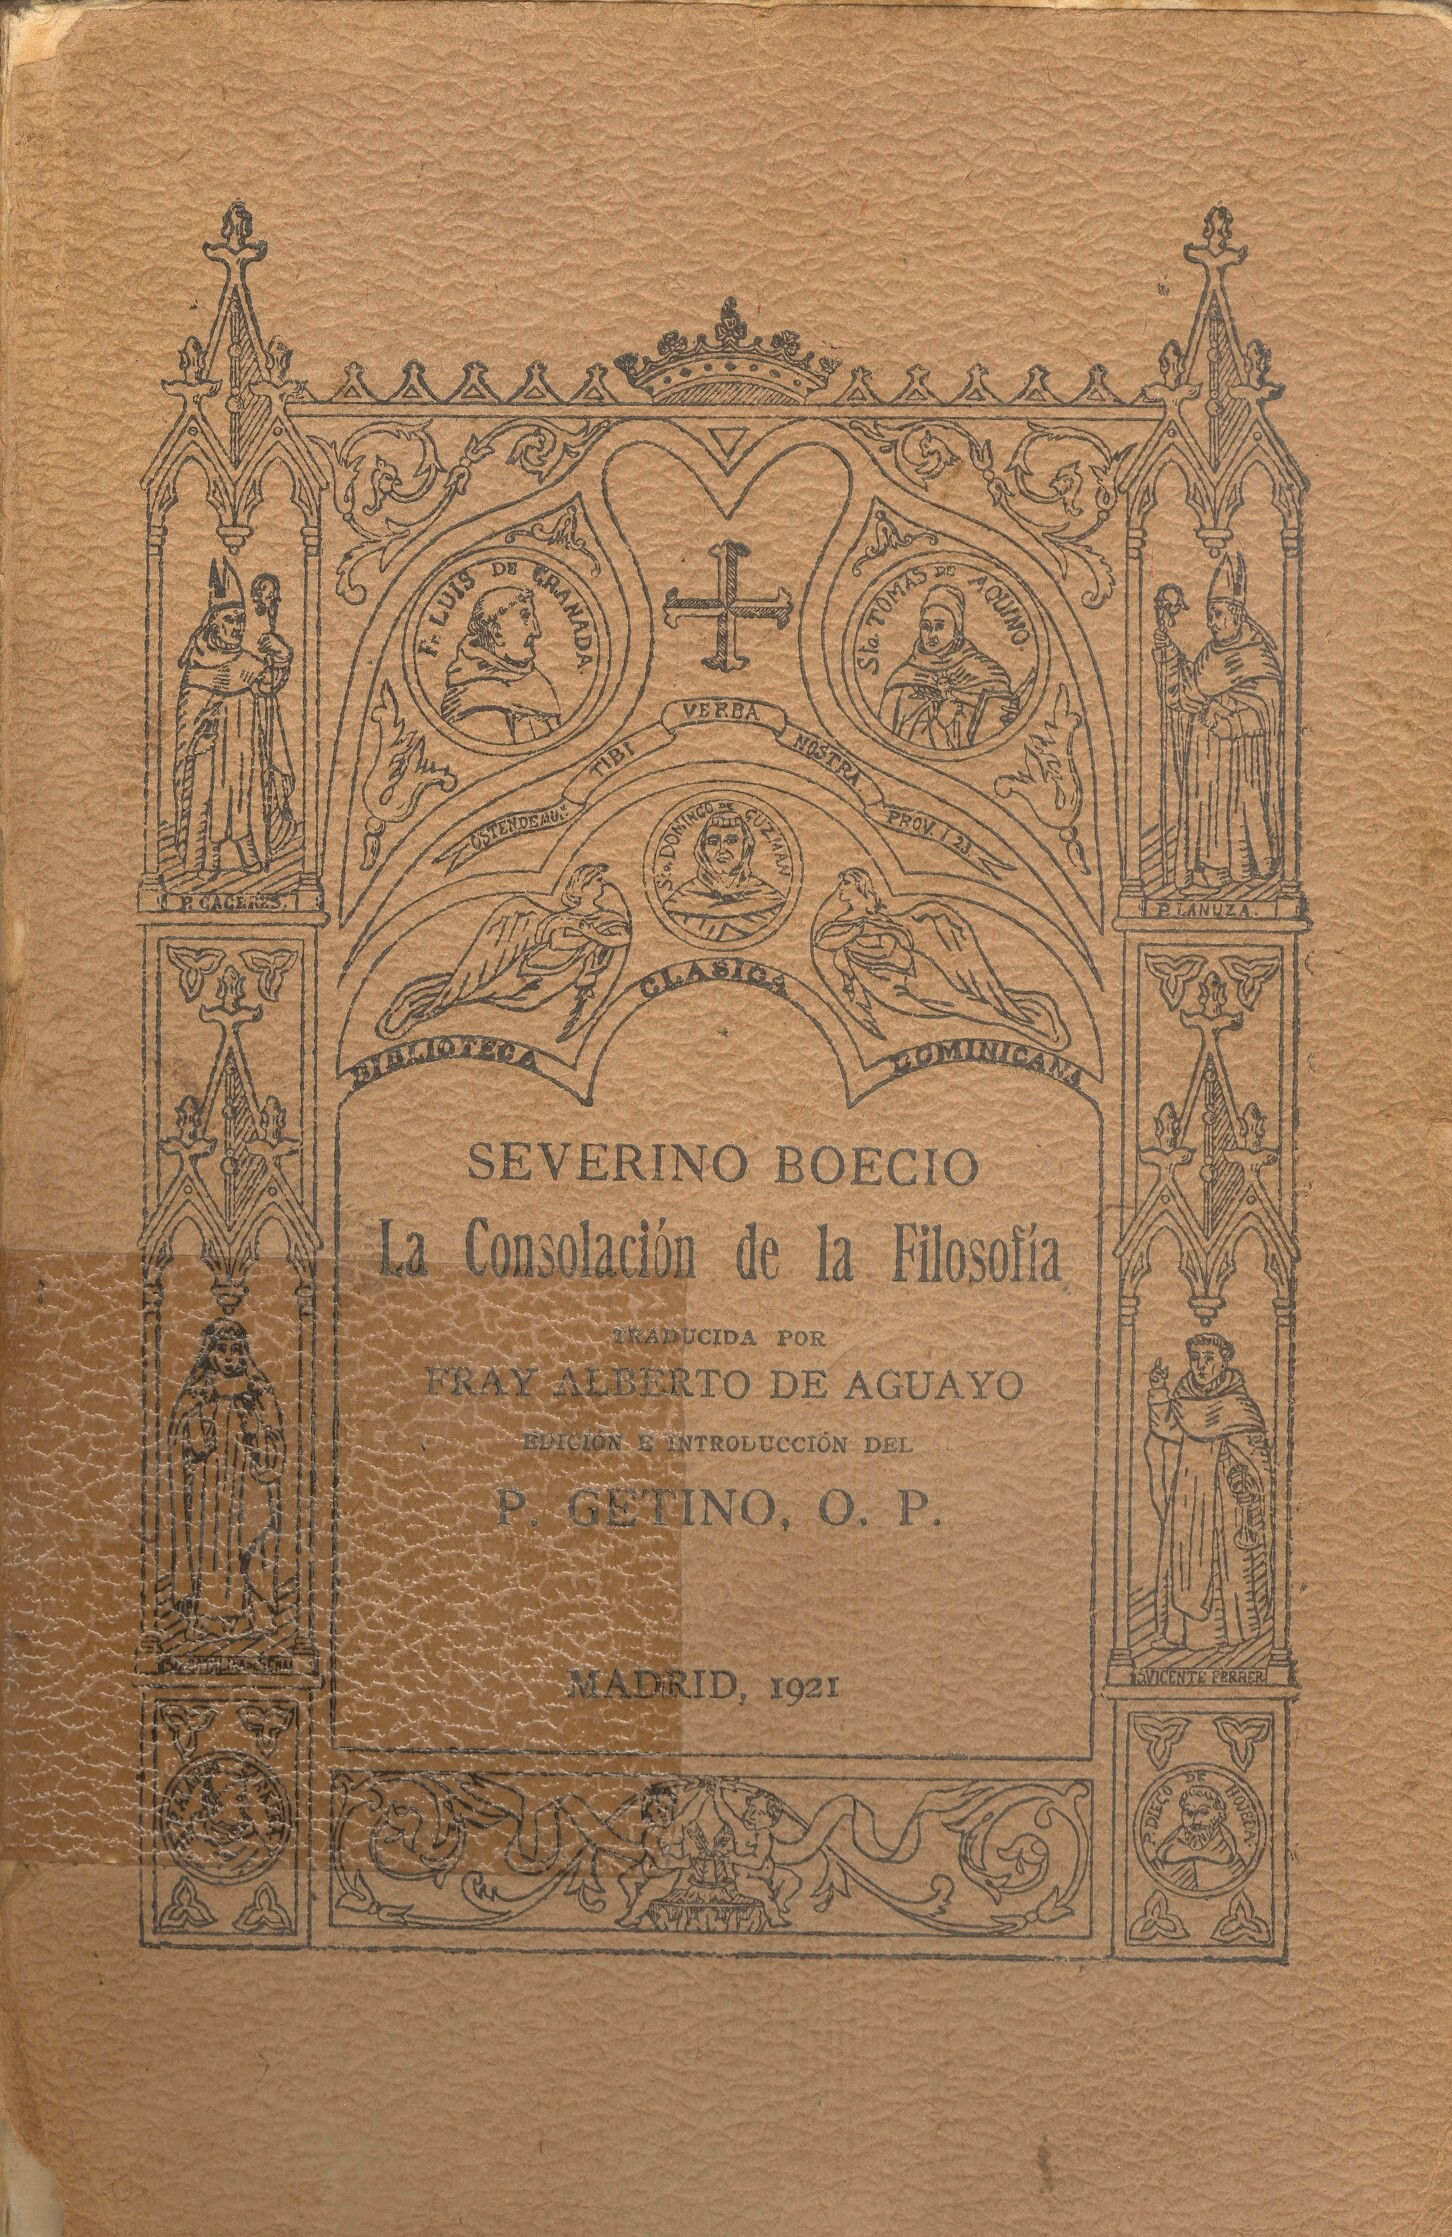 Fr. LUIS DE GRANADA.
Sto. TOMAS DE AQUINO.
OSTENDEMUS TIBI VERBA NOSTRA PROV. I 23
Sto. DOMINGO DE GUZMAN
P. CACERES.
P. LANUZA.
BIBLIOTECA CLASICA DOMINICANA
SEVERINO BOECIO
La Consolación de la Filosofía
TRADUCIDA POR
FRAY ALBERTO DE AGUAYO
EDICIÓN E INTRODUCCIÓN DEL
P. GETINO, O. P.
S. VICENTE FERRER
MADRID, 1921
P. DIEGO DE HOJEDA.